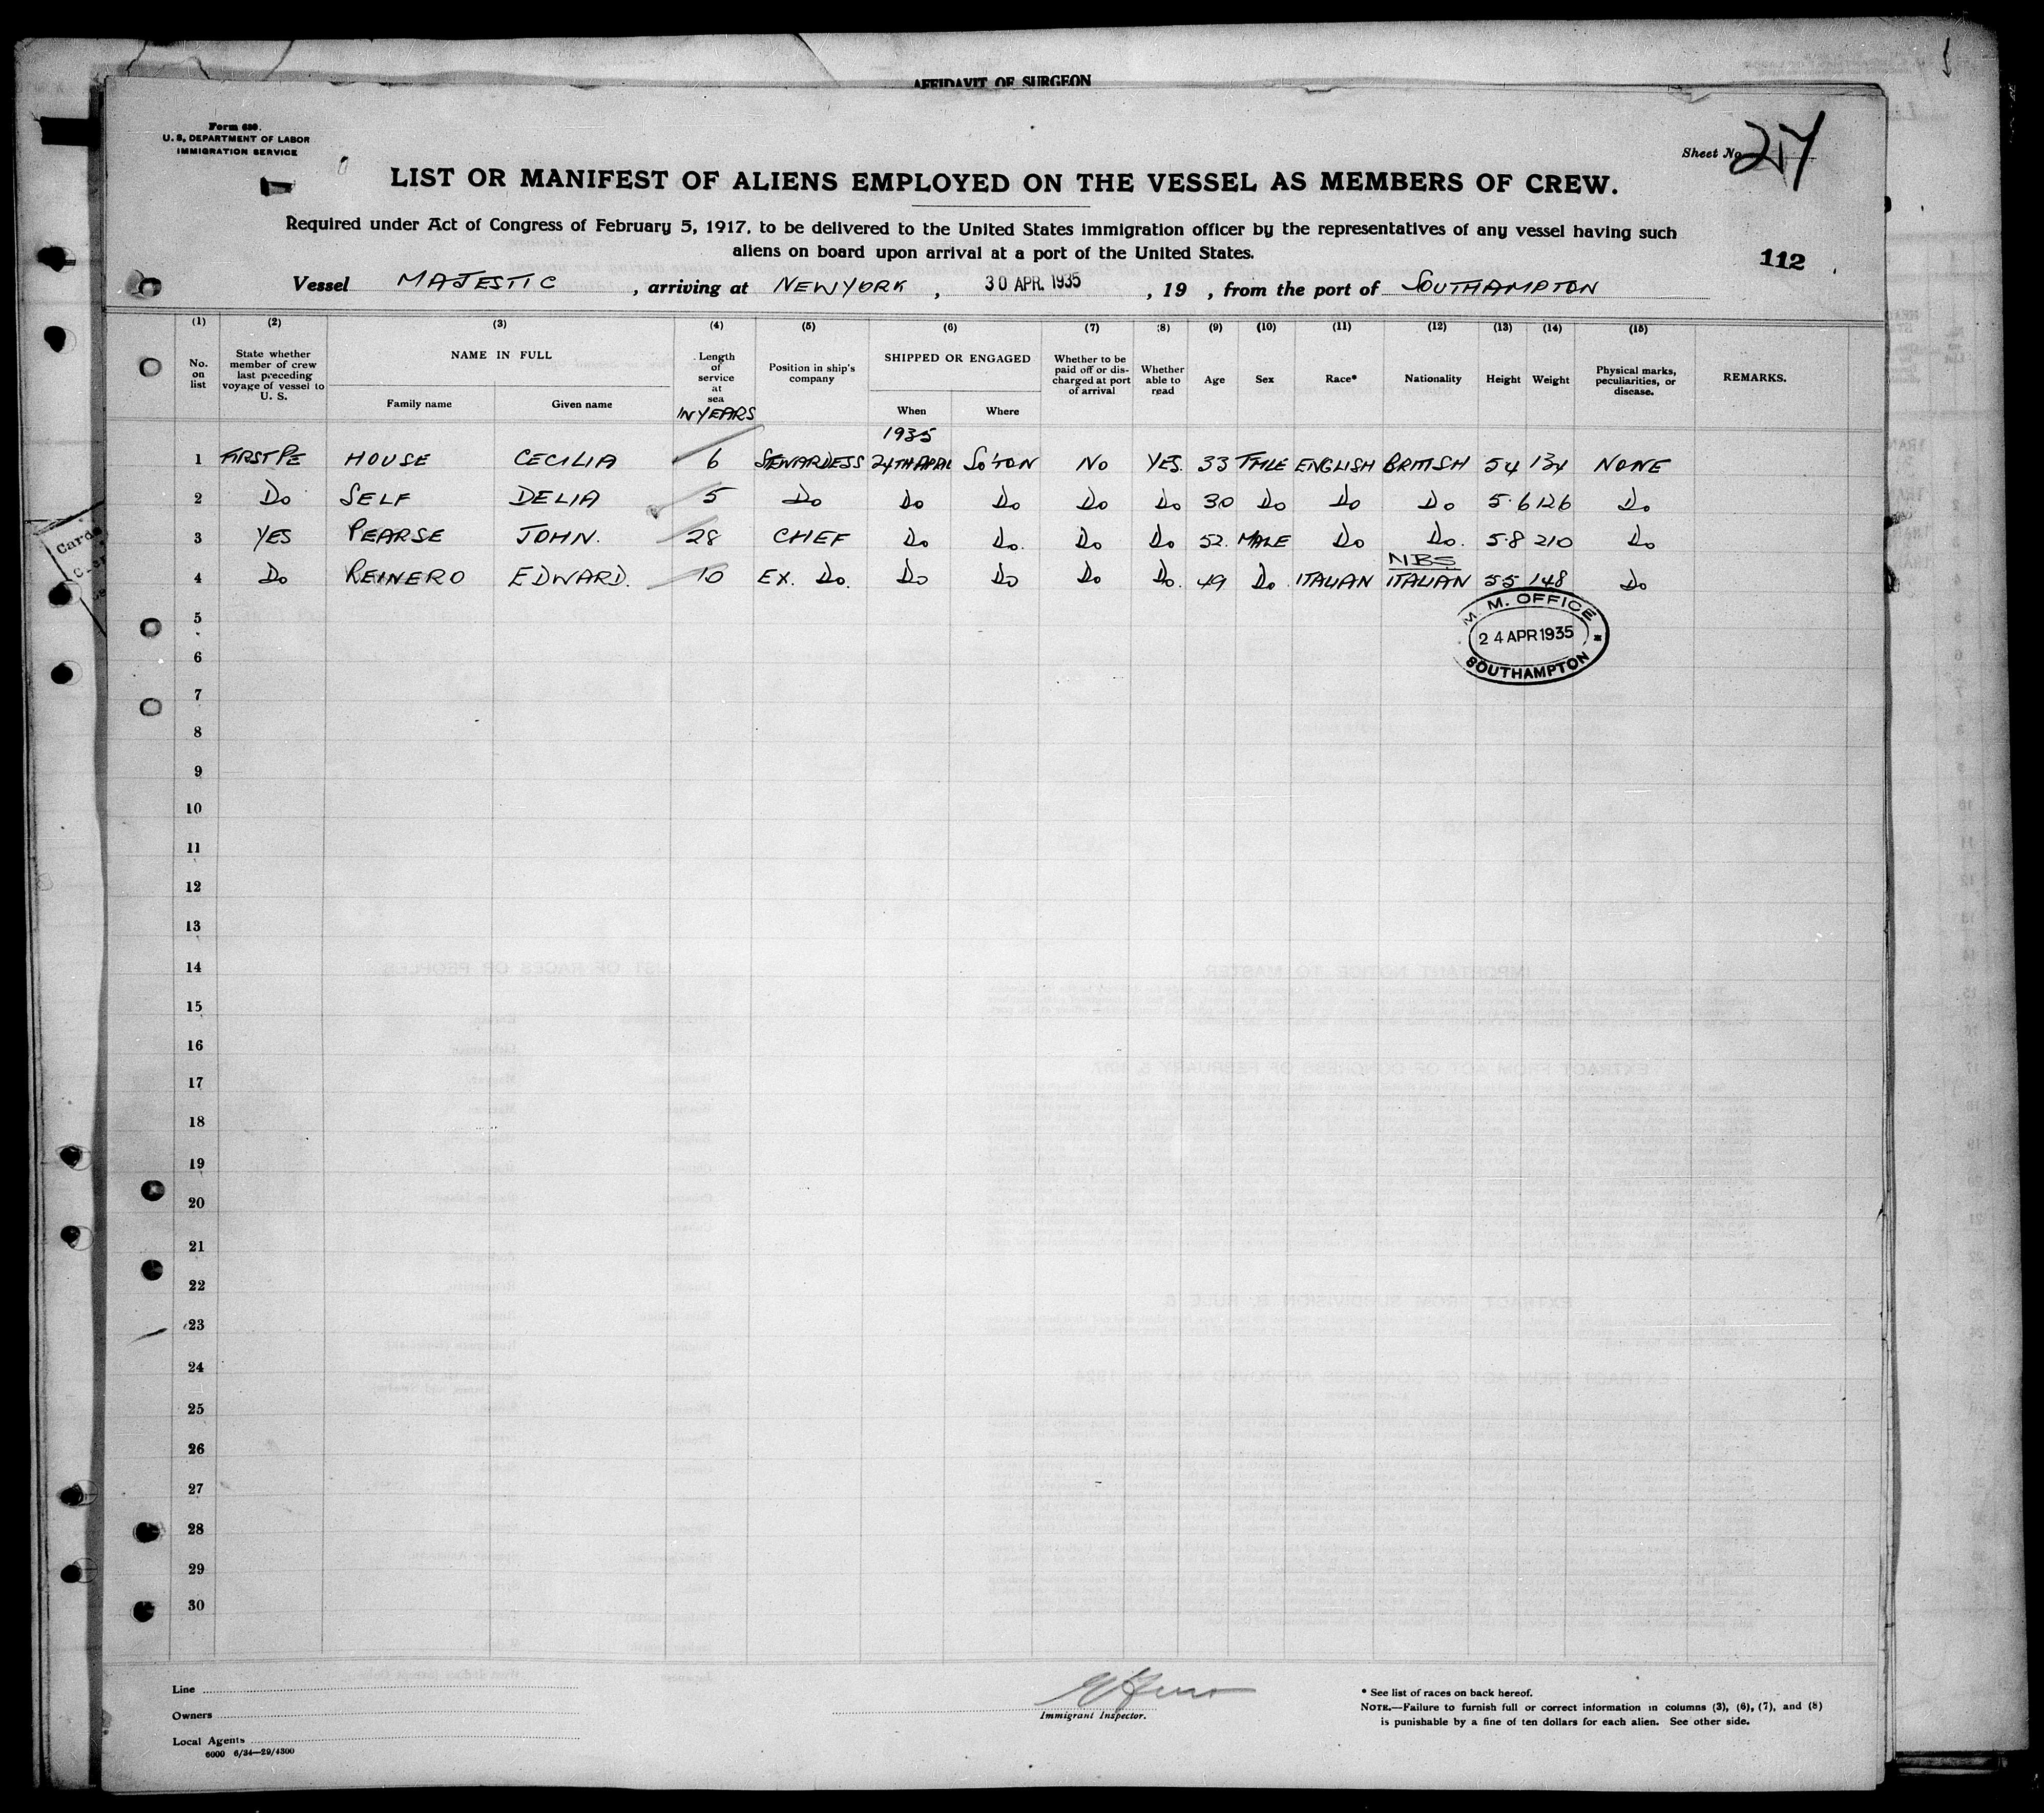 AFFIDAVIT OF SURGEON
Form 689.
U. S. DEPARTMENT OF LABOR
IMMIGRATION SERVICE
Sheet No. 27
LIST OR MANIFEST OF ALIENS EMPLOYED ON THE VESSEL AS MEMBERS OF CREW.
Required under Act of Congress of February 5, 1917, to be delivered to the United States immigration officer by the representatives of any vessel having such
aliens on board upon arrival at a port of the United States.
112
Vessel MAJESTIC , arriving at NEW YORK , 30 APR. 1935 , 19 , from the port of SOUTHAMPTON
(1) (2) (3) (4) (5) (6) (7) (8) (9) (10) (11) (12) (13) (14) (15)
No. on list
State whether member of crew last preceding voyage of vessel to U. S.
NAME IN FULL
Family name Given name
Length of service at sea
IN YEARS
Position in ship's company
SHIPPED OR ENGAGED
When Where
Whether to be paid off or discharged at port of arrival
Whether able to read
Age Sex Race* Nationality Height Weight
Physical marks, peculiarities, or disease.
REMARKS.
1935
1 HOUSE CECILIA 6 STEWARDESS 24TH APRIL So'TON NO YES. 33 FMLE ENGLISH BRITISH 54 134 NONE
2 Do SELF DELIA 5 Do Do Do Do Do 30 Do Do Do 5·6 126 Do
3 YES PEARSE JOHN. 28 CHEF Do Do. Do Do 52. MALE Do Do. 5·8 210 Do
NBS
4 Do REINERO EDWARD. 10 EX. Do. Do Do Do Do. 49 Do. ITALIAN ITALIAN 55 148 Do
M. M. OFFICE
24 APR 1935
SOUTHAMPTON
5
6
7
8
9
10
11
12
13
14
15
16
17
18
19
20
21
22
23
24
25
26
27
28
29
30
Line
Owners
Local Agents
6000 6/34—29/4300
Immigrant Inspector.
* See list of races on back hereof.
NOTE.—Failure to furnish full or correct information in columns (3), (6), (7), and (8)
is punishable by a fine of ten dollars for each alien. See other side.